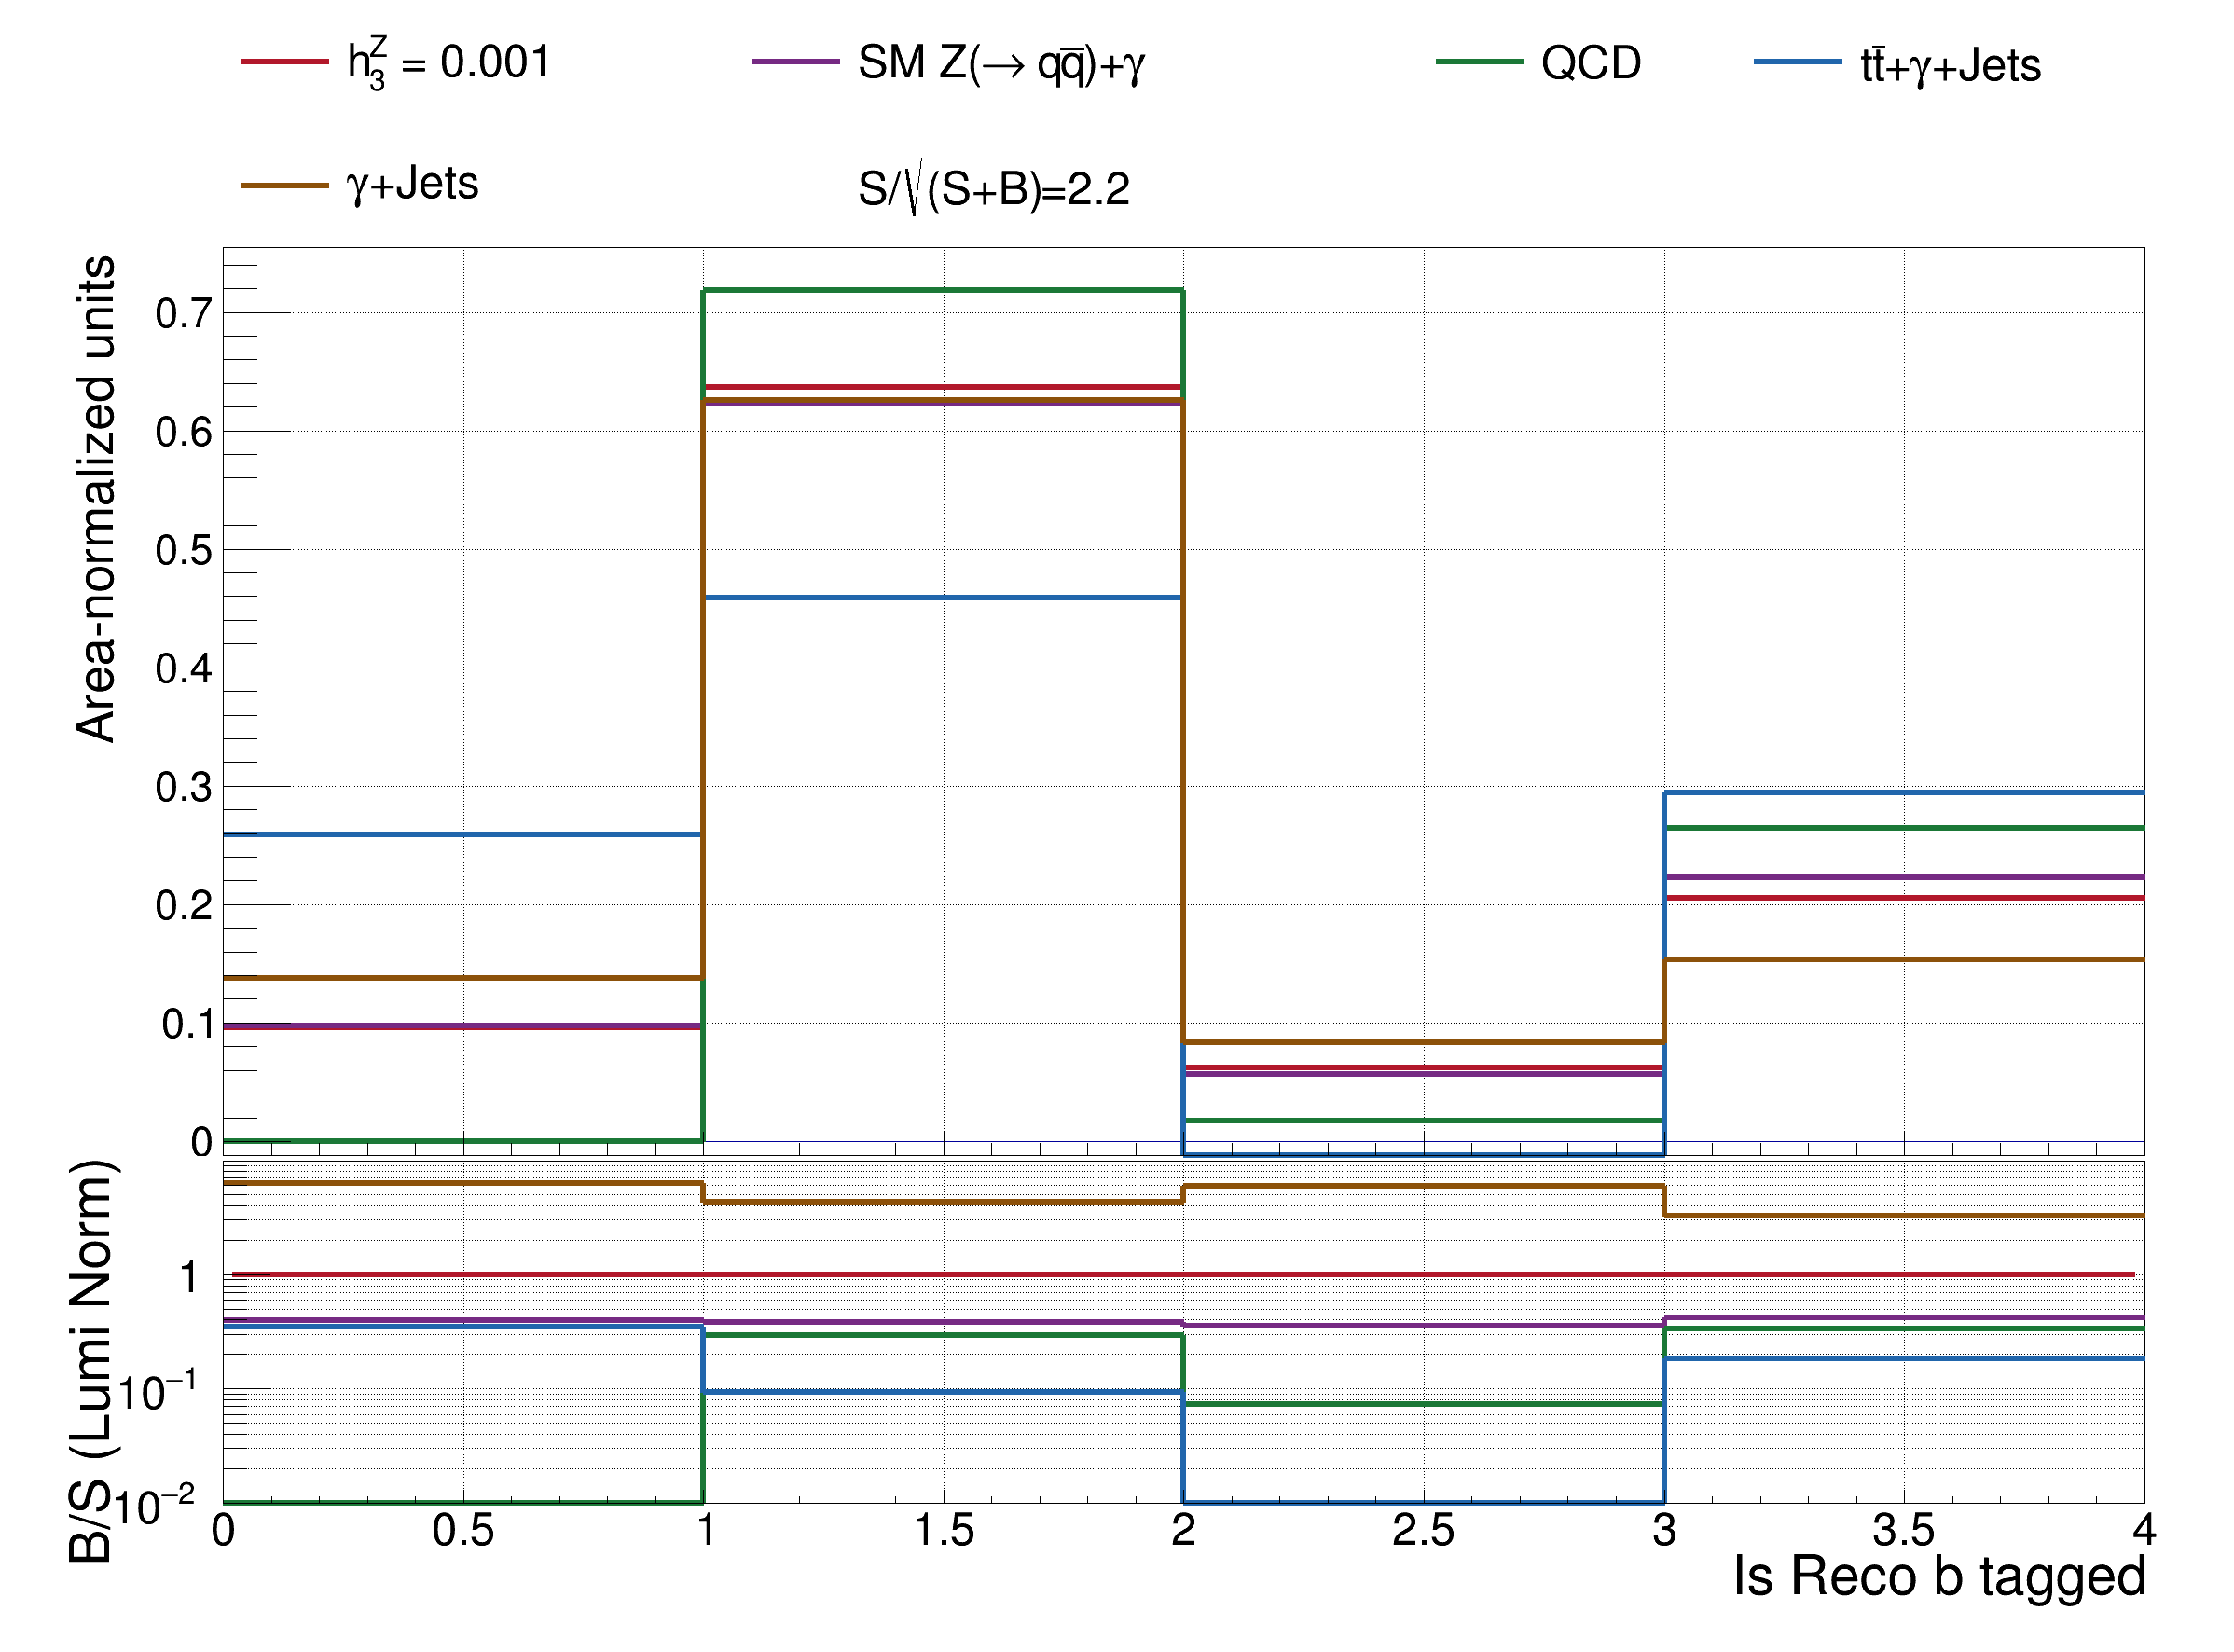 h₃ᶻ = 0.001
SM Z(→ qq̅)+γ
QCD
tt̅+γ+Jets
γ+Jets
S/√(S+B)=2.2
Area-normalized units
0.7
0.6
0.5
0.4
0.3
0.2
0.1
0
B/S (Lumi Norm)
1
10⁻¹
10⁻²
0 0.5 1 1.5 2 2.5 3 3.5 4
Is Reco b tagged